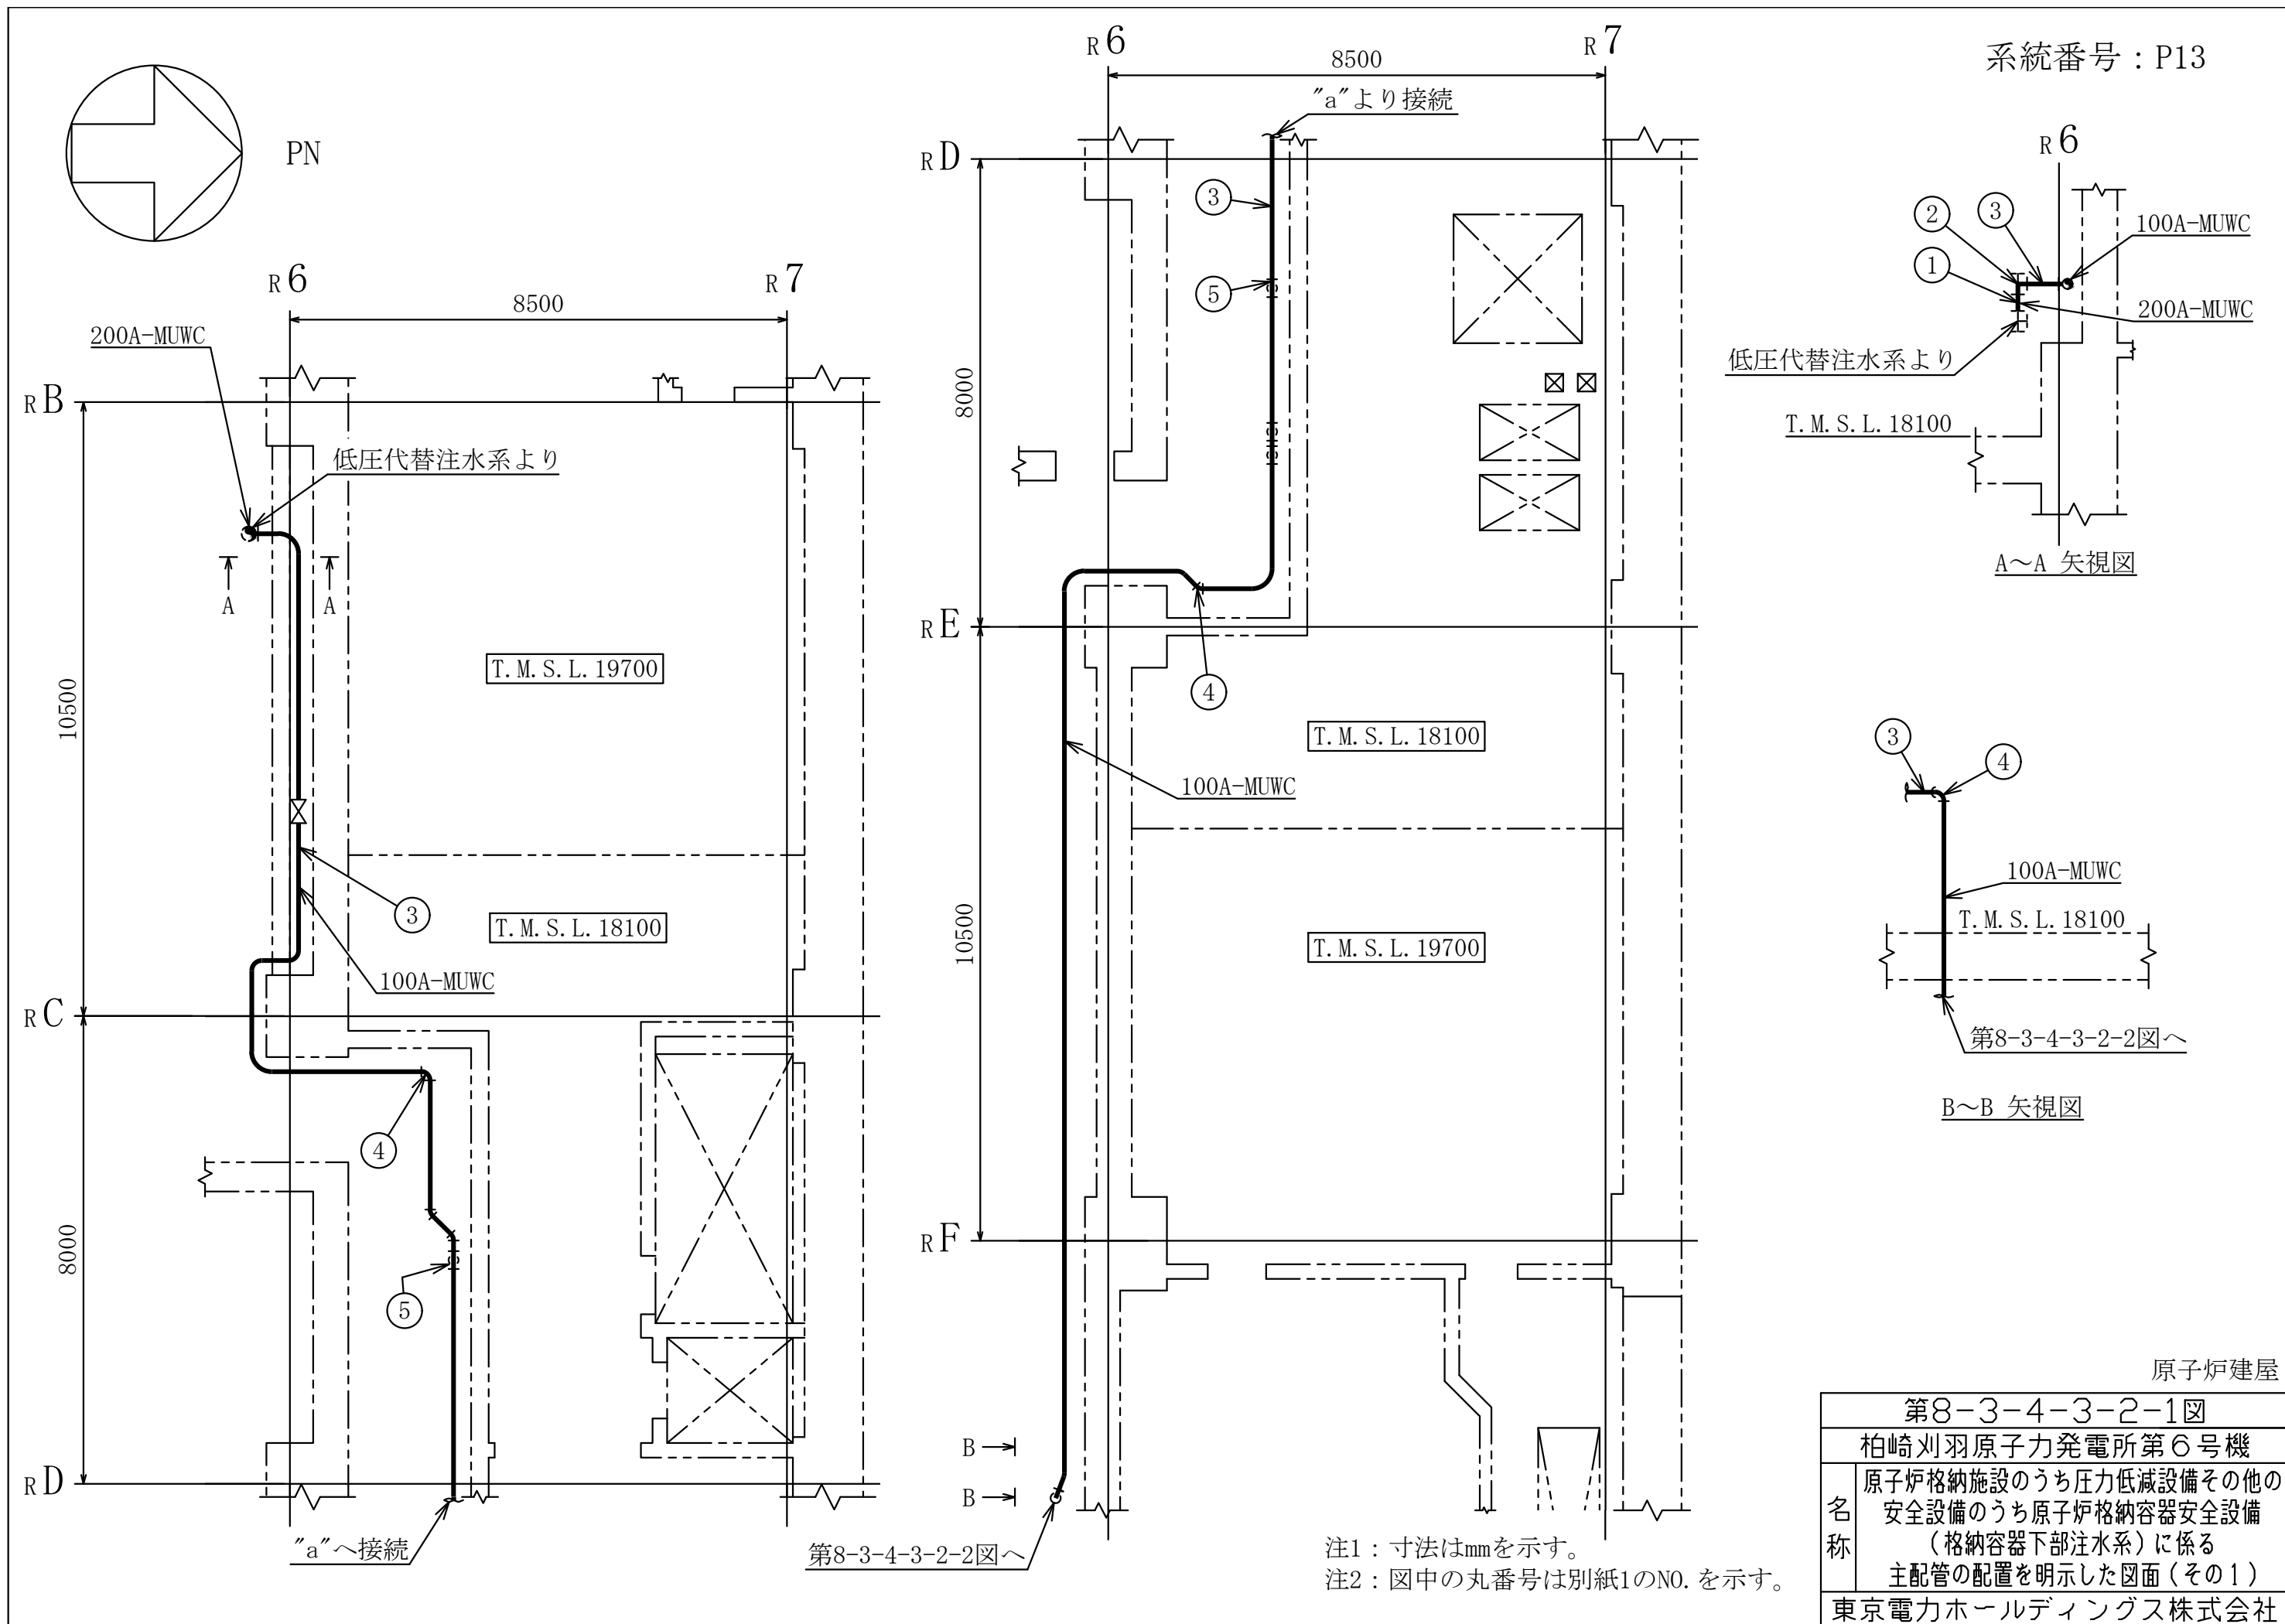 系統番号：P13
PN
R6
R7
8500
200A-MUWC
RB
低圧代替注水系より
A
A
T.M.S.L.19700
10500
3
T.M.S.L.18100
100A-MUWC
RC
4
8000
5
RD
"a"へ接続
R6
R7
8500
"a"より接続
RD
3
5
8000
RE
4
T.M.S.L.18100
100A-MUWC
10500
T.M.S.L.19700
RF
B
B
第8-3-4-3-2-2図へ
R6
2
3
100A-MUWC
1
200A-MUWC
低圧代替注水系より
T.M.S.L.18100
A～A 矢視図
3
4
100A-MUWC
T.M.S.L.18100
第8-3-4-3-2-2図へ
B～B 矢視図
注1：寸法はmmを示す。
注2：図中の丸番号は別紙1のNO.を示す。
原子炉建屋
第8-3-4-3-2-1図
柏崎刈羽原子力発電所第6号機
名称
原子炉格納施設のうち圧力低減設備その他の
安全設備のうち原子炉格納容器安全設備
（格納容器下部注水系）に係る
主配管の配置を明示した図面（その1）
東京電力ホールディングス株式会社